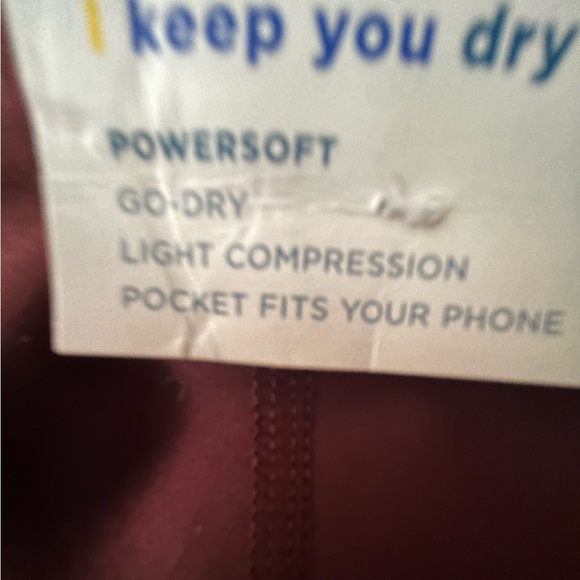 I keep you dry
POWERSOFT
GO-DRY
LIGHT COMPRESSION
POCKET FITS YOUR PHONE